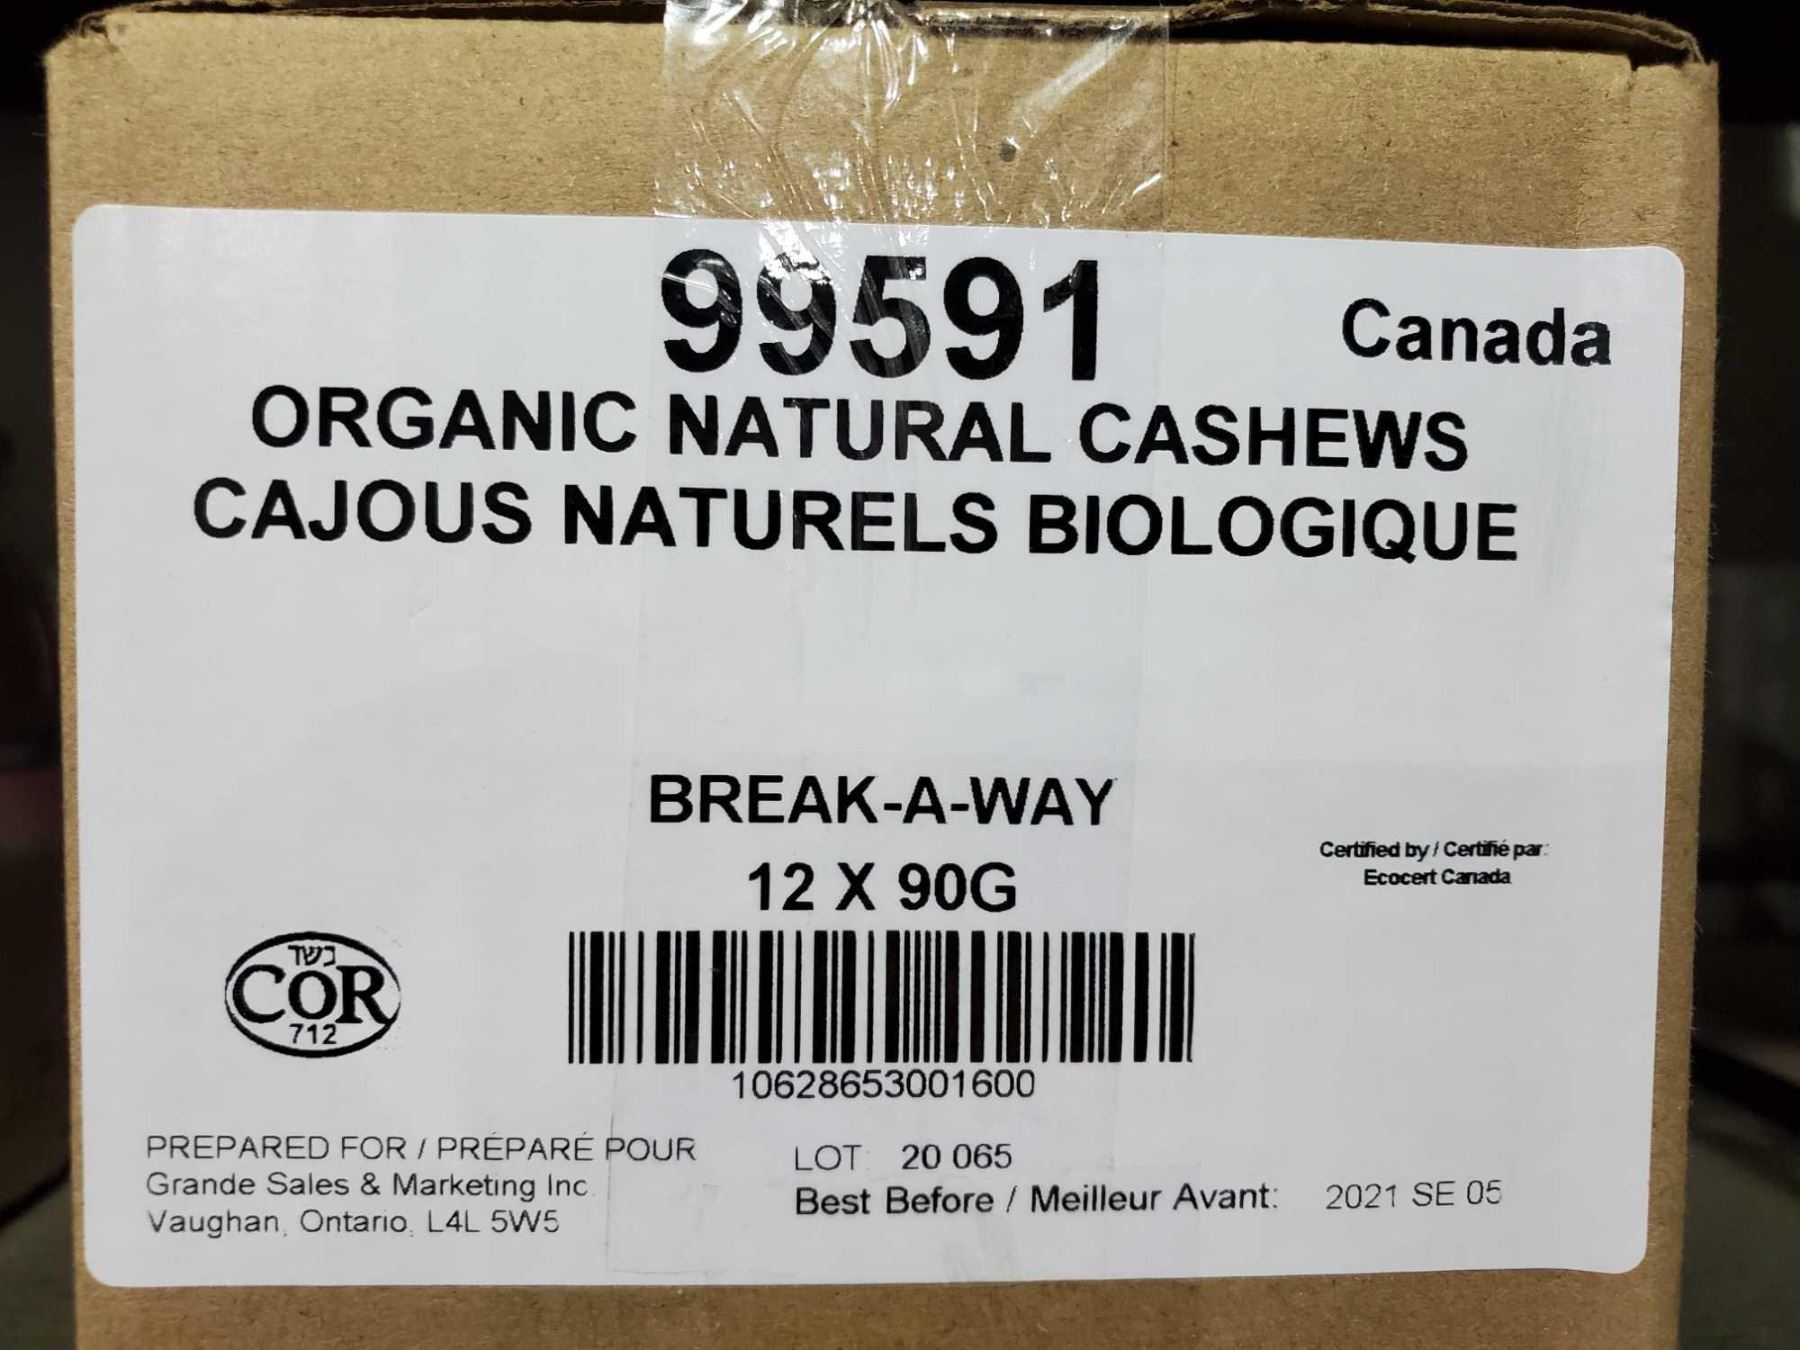 99591
Canada
ORGANIC NATURAL CASHEWS
CAJOUS NATURELS BIOLOGIQUE
BREAK-A-WAY
12 X 90G
Certified by / Certifié par:
Ecocert Canada
כשר
COR
712
10628653001600
PREPARED FOR / PRÉPARÉ POUR
Grande Sales & Marketing Inc.
Vaughan, Ontario, L4L 5W5
LOT: 20 065
Best Before / Meilleur Avant: 2021 SE 05